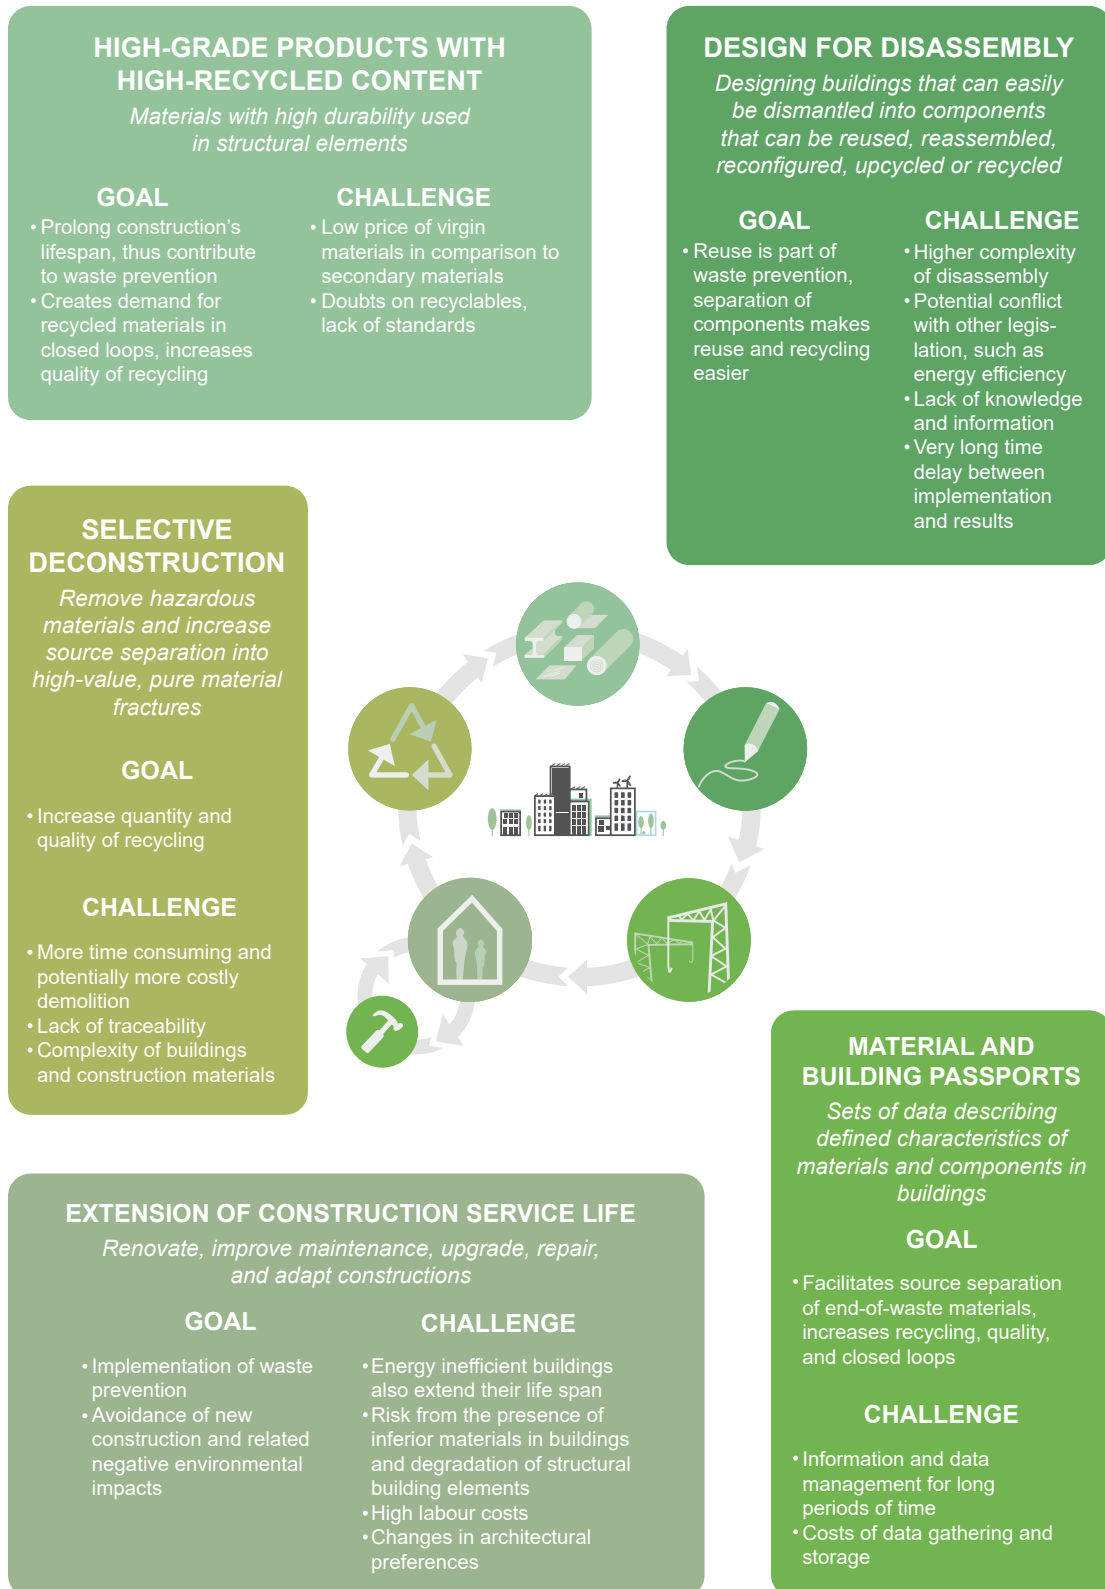 HIGH-GRADE PRODUCTS WITH
HIGH-RECYCLED CONTENT
Materials with high durability used
in structural elements
GOAL
• Prolong construction's
lifespan, thus contribute
to waste prevention
• Creates demand for
recycled materials in
closed loops, increases
quality of recycling
CHALLENGE
• Low price of virgin
materials in comparison to
secondary materials
• Doubts on recyclables,
lack of standards
DESIGN FOR DISASSEMBLY
Designing buildings that can easily
be dismantled into components
that can be reused, reassembled,
reconfigured, upcycled or recycled
GOAL
• Reuse is part of
waste prevention,
separation of
components makes
reuse and recycling
easier
CHALLENGE
• Higher complexity
of disassembly
• Potential conflict
with other legis-
lation, such as
energy efficiency
• Lack of knowledge
and information
• Very long time
delay between
implementation
and results
SELECTIVE
DECONSTRUCTION
Remove hazardous
materials and increase
source separation into
high-value, pure material
fractures
GOAL
• Increase quantity and
quality of recycling
CHALLENGE
• More time consuming and
potentially more costly
demolition
• Lack of traceability
• Complexity of buildings
and construction materials
MATERIAL AND
BUILDING PASSPORTS
Sets of data describing
defined characteristics of
materials and components in
buildings
GOAL
• Facilitates source separation
of end-of-waste materials,
increases recycling, quality,
and closed loops
CHALLENGE
• Information and data
management for long
periods of time
• Costs of data gathering and
storage
EXTENSION OF CONSTRUCTION SERVICE LIFE
Renovate, improve maintenance, upgrade, repair,
and adapt constructions
GOAL
• Implementation of waste
prevention
• Avoidance of new
construction and related
negative environmental
impacts
CHALLENGE
• Energy inefficient buildings
also extend their life span
• Risk from the presence of
inferior materials in buildings
and degradation of structural
building elements
• High labour costs
• Changes in architectural
preferences